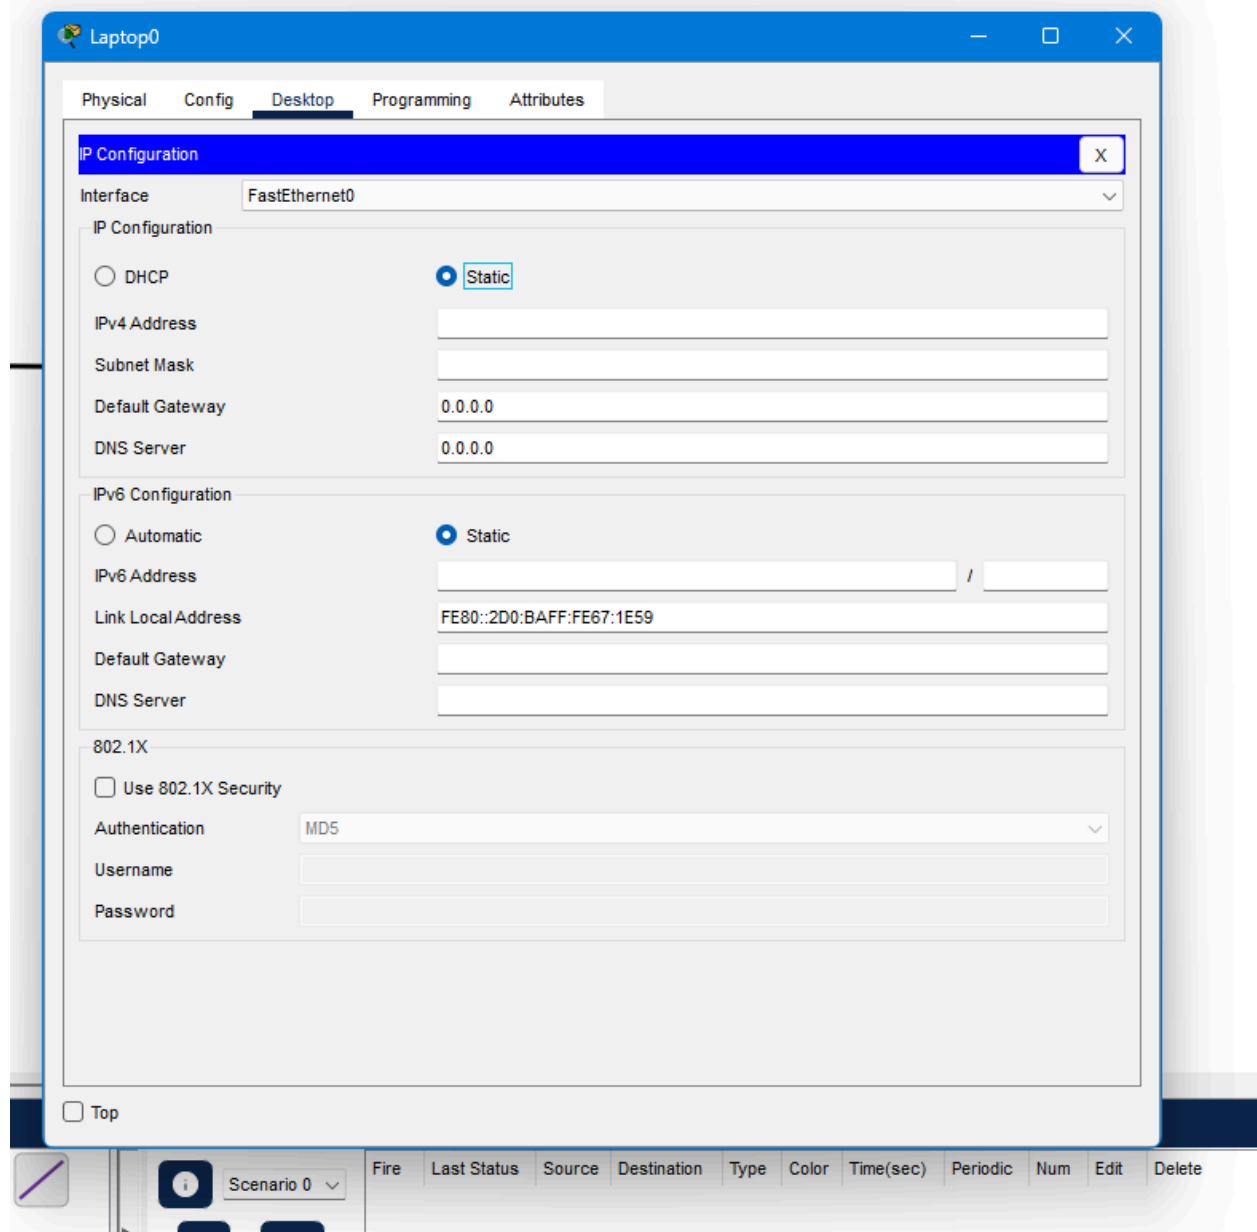 Laptop0
Physical Config Desktop Programming Attributes
IP Configuration X
Interface FastEthernet0
IP Configuration
DHCP Static
IPv4 Address
Subnet Mask
Default Gateway 0.0.0.0
DNS Server 0.0.0.0
IPv6 Configuration
Automatic Static
IPv6 Address /
Link Local Address FE80::2D0:BAFF:FE67:1E59
Default Gateway
DNS Server
802.1X
Use 802.1X Security
Authentication MD5
Username
Password
Top
Scenario 0 Fire Last Status Source Destination Type Color Time(sec) Periodic Num Edit Delete